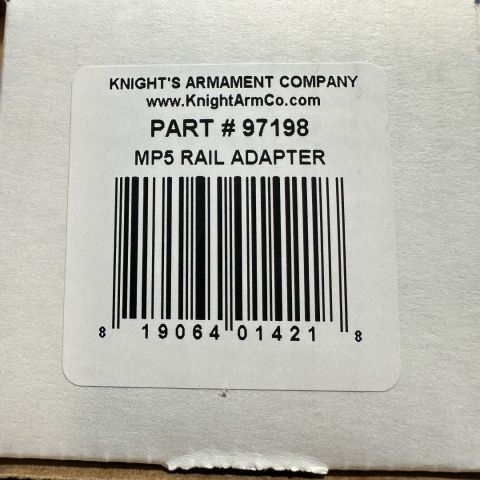 KNIGHT'S ARMAMENT COMPANY
www.KnightArmCo.com
PART # 97198
MP5 RAIL ADAPTER
8 19064 01421 8